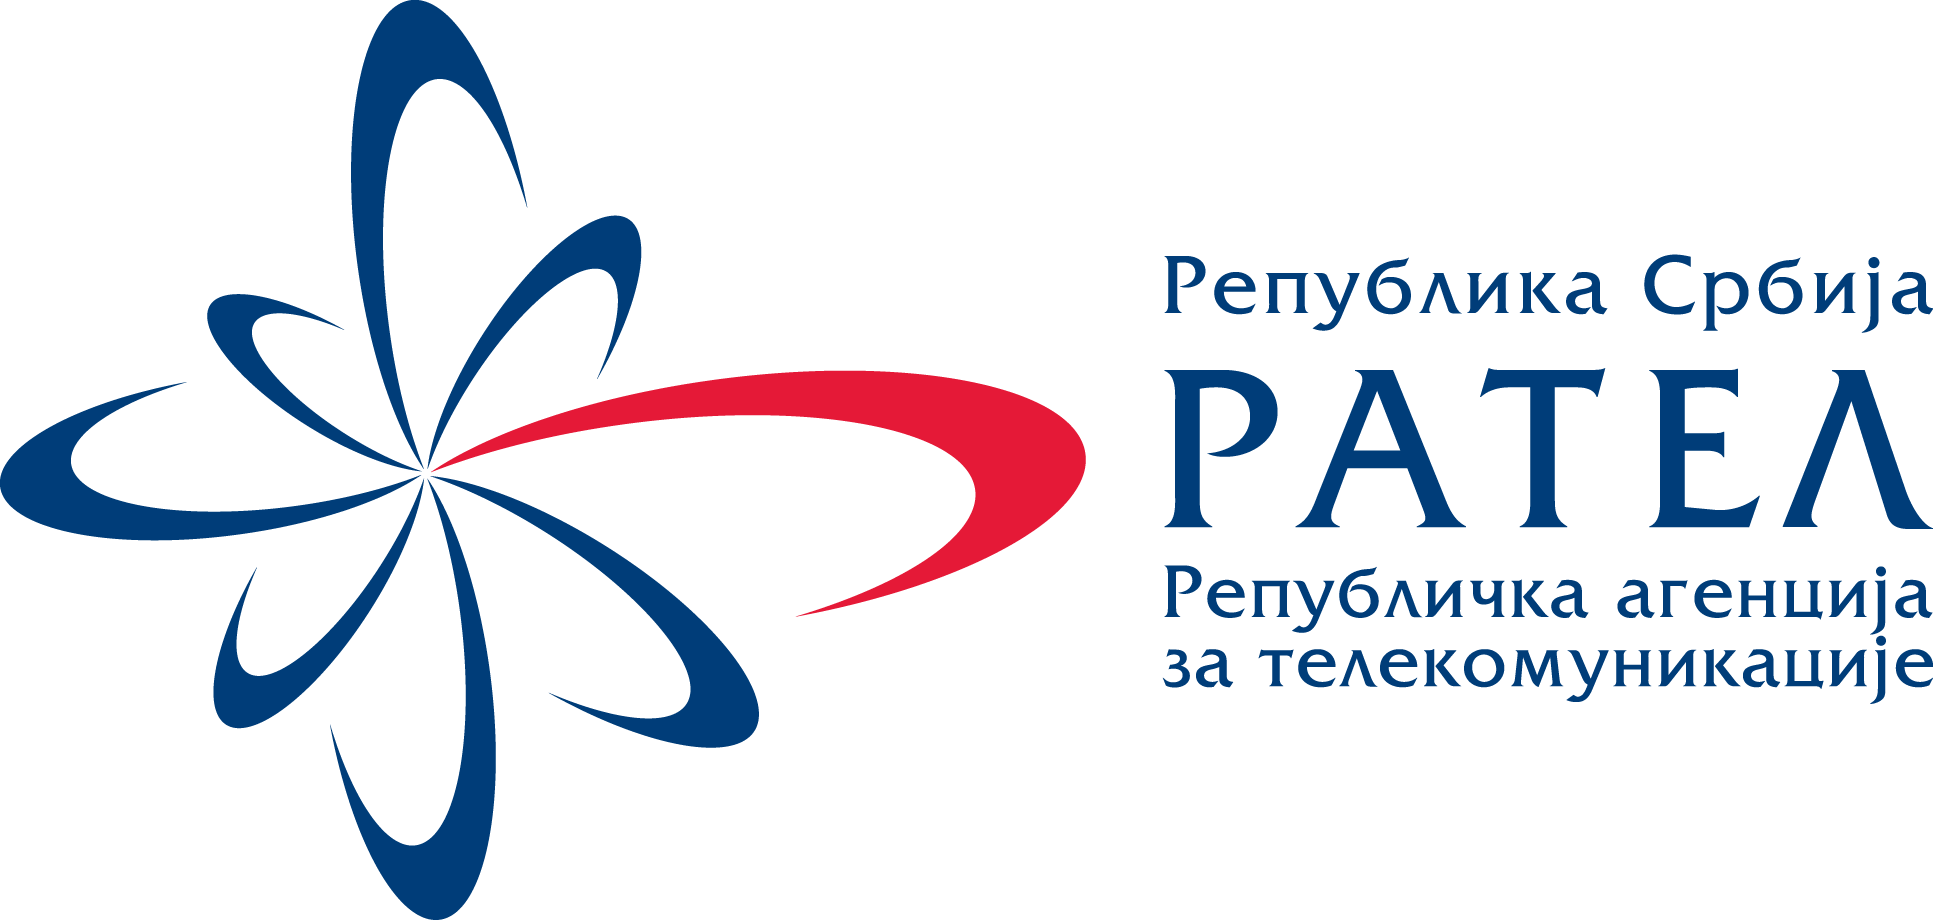 Република Србија
РАТЕЛ
Републичка агенција
за телекомуникације